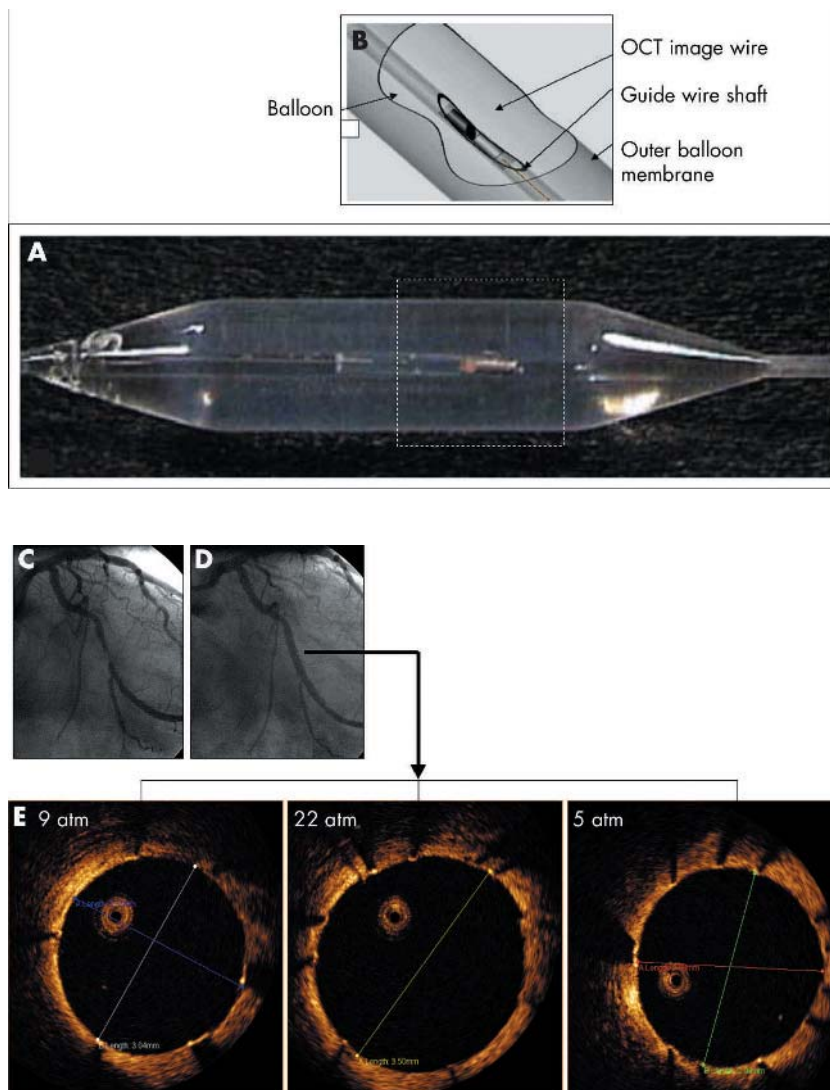 B
OCT image wire
Balloon
Guide wire shaft
Outer balloon
membrane
A
C
D
E 9 atm
22 atm
5 atm
Length: 3.04mm
Length: 3.50mm